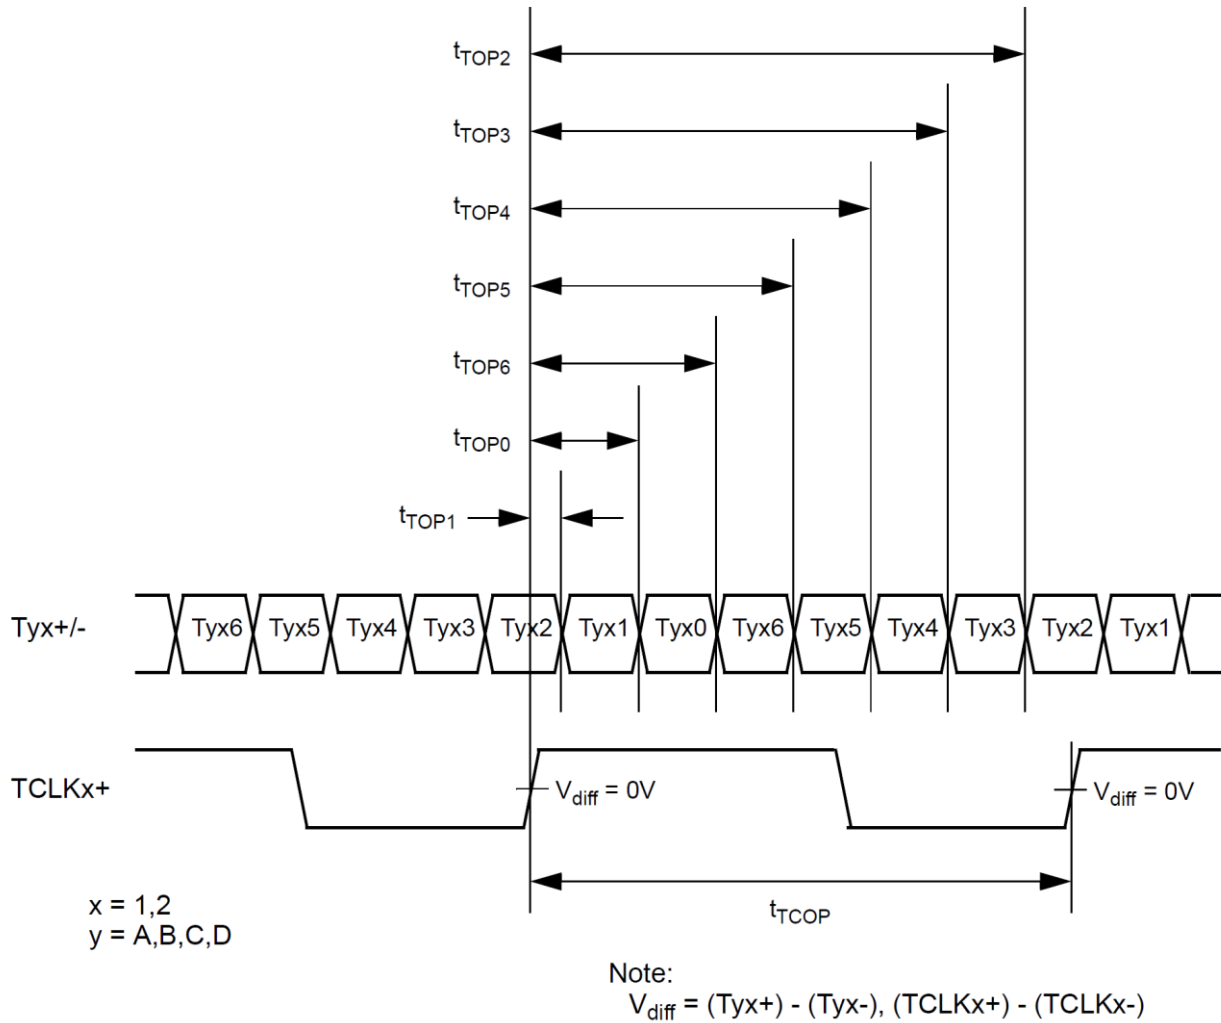 tTOP2
tTOP3
tTOP4
tTOP5
tTOP6
tTOP0
tTOP1
Tyx+/- Tyx6 Tyx5 Tyx4 Tyx3 Tyx2 Tyx1 Tyx0 Tyx6 Tyx5 Tyx4 Tyx3 Tyx2 Tyx1
TCLKx+ Vdiff = 0V Vdiff = 0V
tTCOP
x = 1,2
y = A,B,C,D
Note:
Vdiff = (Tyx+) - (Tyx-), (TCLKx+) - (TCLKx-)